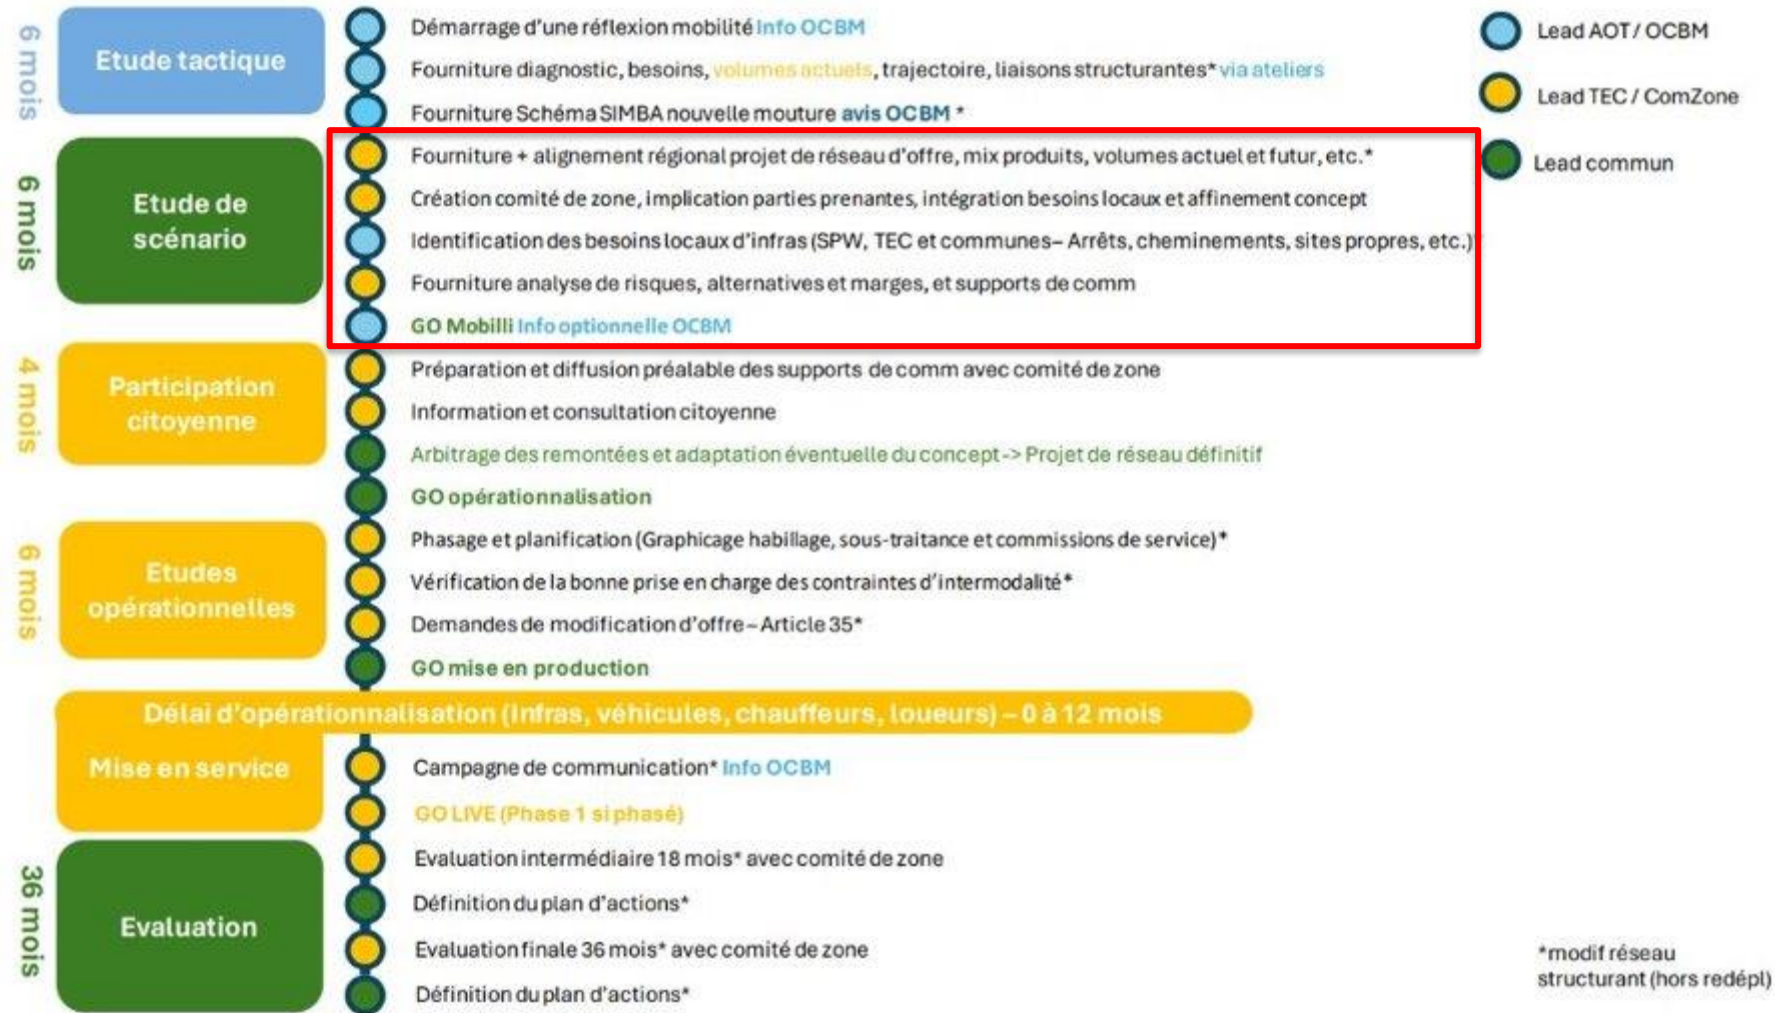 6 mois
Etude tactique
Démarrage d'une réflexion mobilité Info OCBM
Fourniture diagnostic, besoins, volumes actuels, trajectoire, liaisons structurantes* via ateliers
Fourniture Schéma SIMBA nouvelle mouture avis OCBM *
Lead AOT / OCBM
Lead TEC / ComZone
Lead commun
6 mois
Etude de
scénario
Fourniture + alignement régional projet de réseau d'offre, mix produits, volumes actuel et futur, etc.*
Création comité de zone, implication parties prenantes, intégration besoins locaux et affinement concept
Identification des besoins locaux d'infras (SPW, TEC et communes– Arrêts, cheminements, sites propres, etc.)*
Fourniture analyse de risques, alternatives et marges, et supports de comm
GO Mobilli Info optionnelle OCBM
4 mois
Participation
citoyenne
Préparation et diffusion préalable des supports de comm avec comité de zone
Information et consultation citoyenne
Arbitrage des remontées et adaptation éventuelle du concept -> Projet de réseau définitif
GO opérationnalisation
6 mois
Etudes
opérationnelles
Phasage et planification (Graphicage habillage, sous-traitance et commissions de service)*
Vérification de la bonne prise en charge des contraintes d'intermodalité*
Demandes de modification d'offre – Article 35*
GO mise en production
Délai d'opérationnalisation (Infras, véhicules, chauffeurs, loueurs) – 0 à 12 mois
Mise en service
Campagne de communication* Info OCBM
GO LIVE (Phase 1 si phasé)
36 mois
Evaluation
Evaluation intermédiaire 18 mois* avec comité de zone
Définition du plan d'actions*
Evaluation finale 36 mois* avec comité de zone
Définition du plan d'actions*
*modif réseau
structurant (hors redépl)